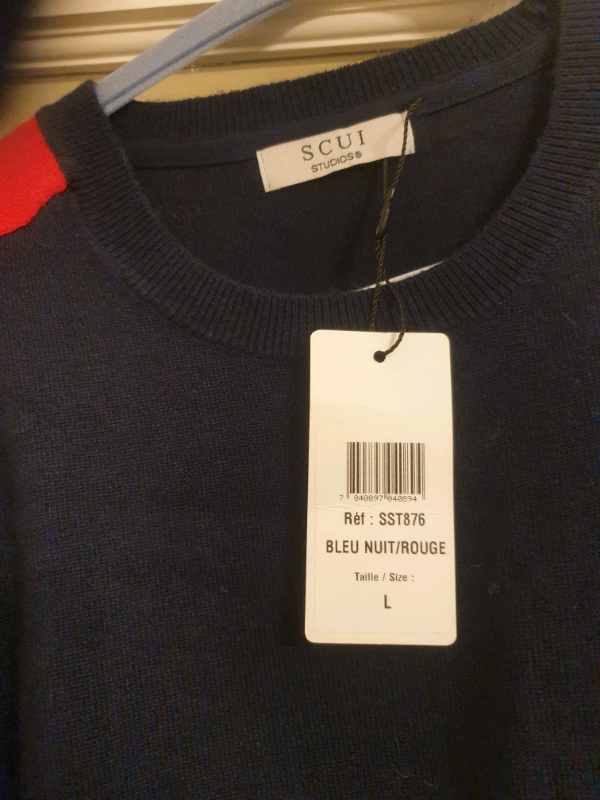 SCUI
STUDIOS®
7 840897 040894
Réf : SST876
BLEU NUIT/ROUGE
Taille / Size :
L